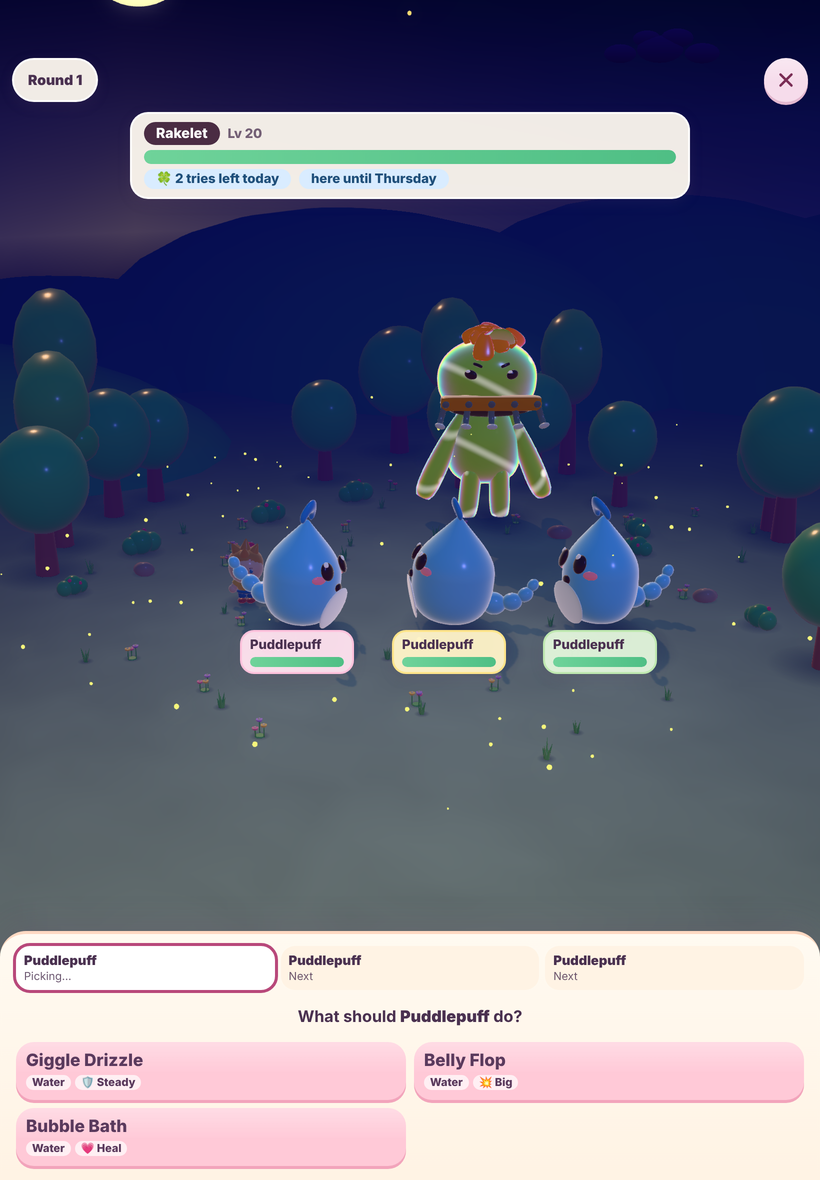 Round 1
✕
Rakelet Lv 20
🍀 2 tries left today here until Thursday
Puddlepuff Puddlepuff Puddlepuff
Puddlepuff Puddlepuff Puddlepuff
Picking... Next Next
What should Puddlepuff do?
Giggle Drizzle Belly Flop
Water 🛡️ Steady Water 💥 Big
Bubble Bath
Water 💗 Heal